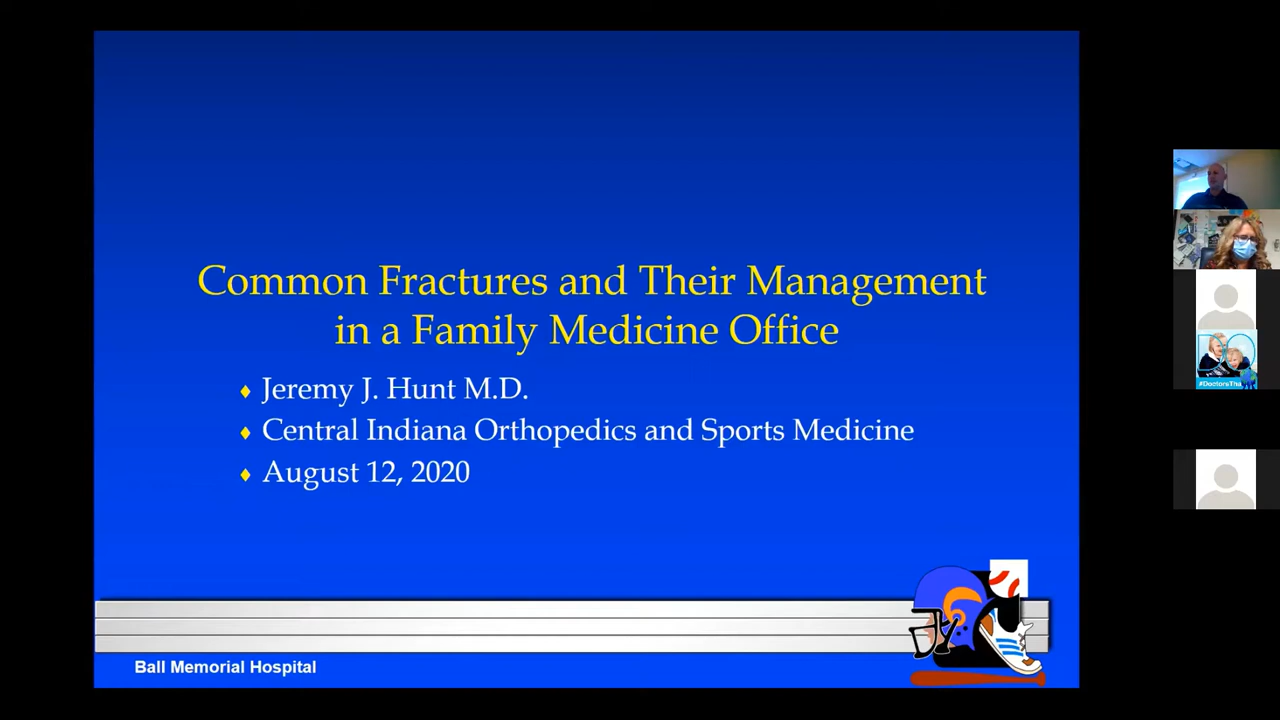 Common Fractures and Their Management
in a Family Medicine Office
Jeremy J. Hunt M.D.
Central Indiana Orthopedics and Sports Medicine
August 12, 2020
Ball Memorial Hospital
#DoctorsTha